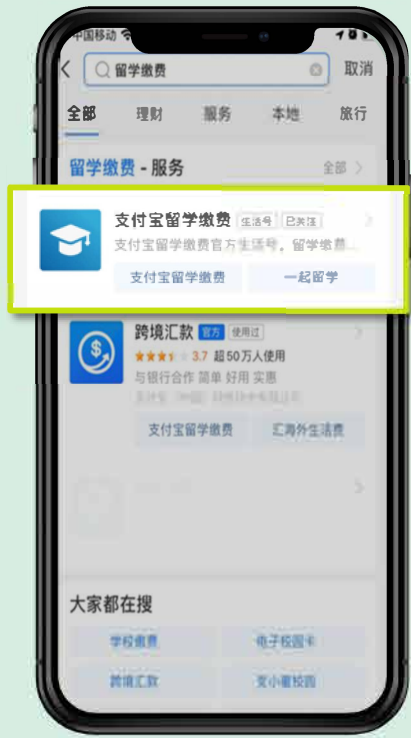 中国移动
留学缴费
取消
全部 理财 服务 本地 旅行
留学缴费 - 服务 全部
支付宝留学缴费 生活号 已关注
支付宝留学缴费官方生活号，留学缴费...
支付宝留学缴费 一起留学
跨境汇款 官方 使用过
3.7 超50万人使用
与银行合作 简单 好用 实惠
支付宝留学缴费 汇海外生活费
大家都在搜
学校缴费 电子校园卡
跨境汇款 支小蜜校园